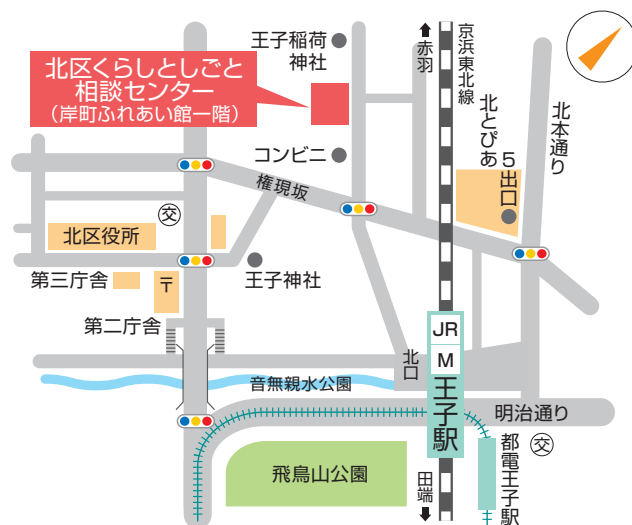 王子稲荷
神社
北区くらしとしごと
相談センター
（岸町ふれあい館一階）
赤羽
京浜東北線
北本通り
北とぴあ
5出口
コンビニ
権現坂
交
北区役所
王子神社
第三庁舎
〒
第二庁舎
JR
M
王子駅
北口
音無親水公園
明治通り
交
都電王子駅
飛鳥山公園
田端